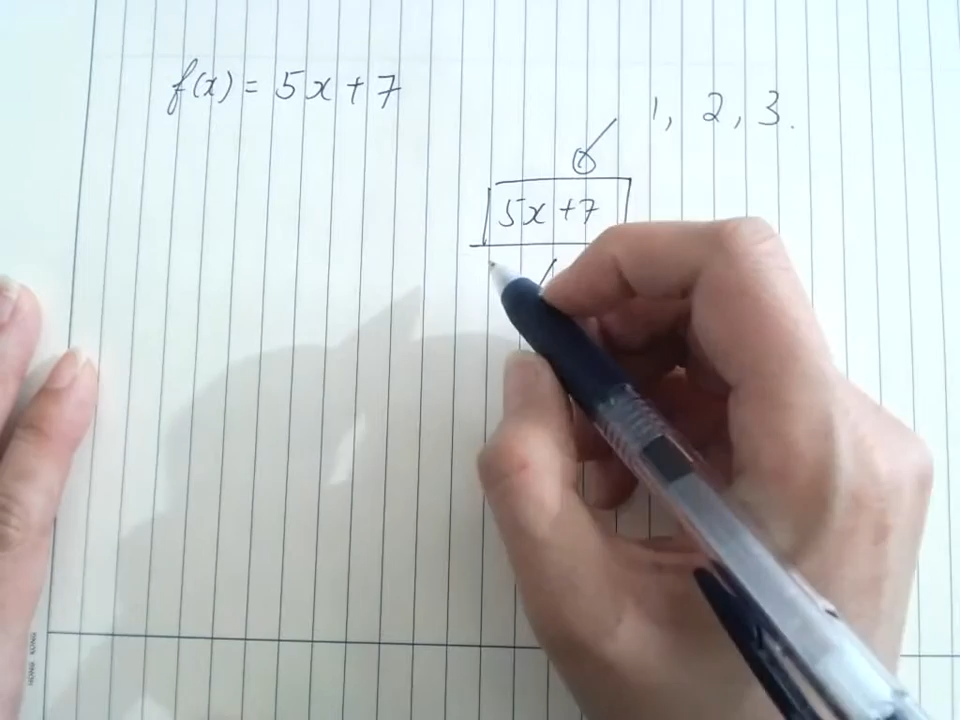 f(x) = 5x + 7
1, 2, 3.
x
5x + 7